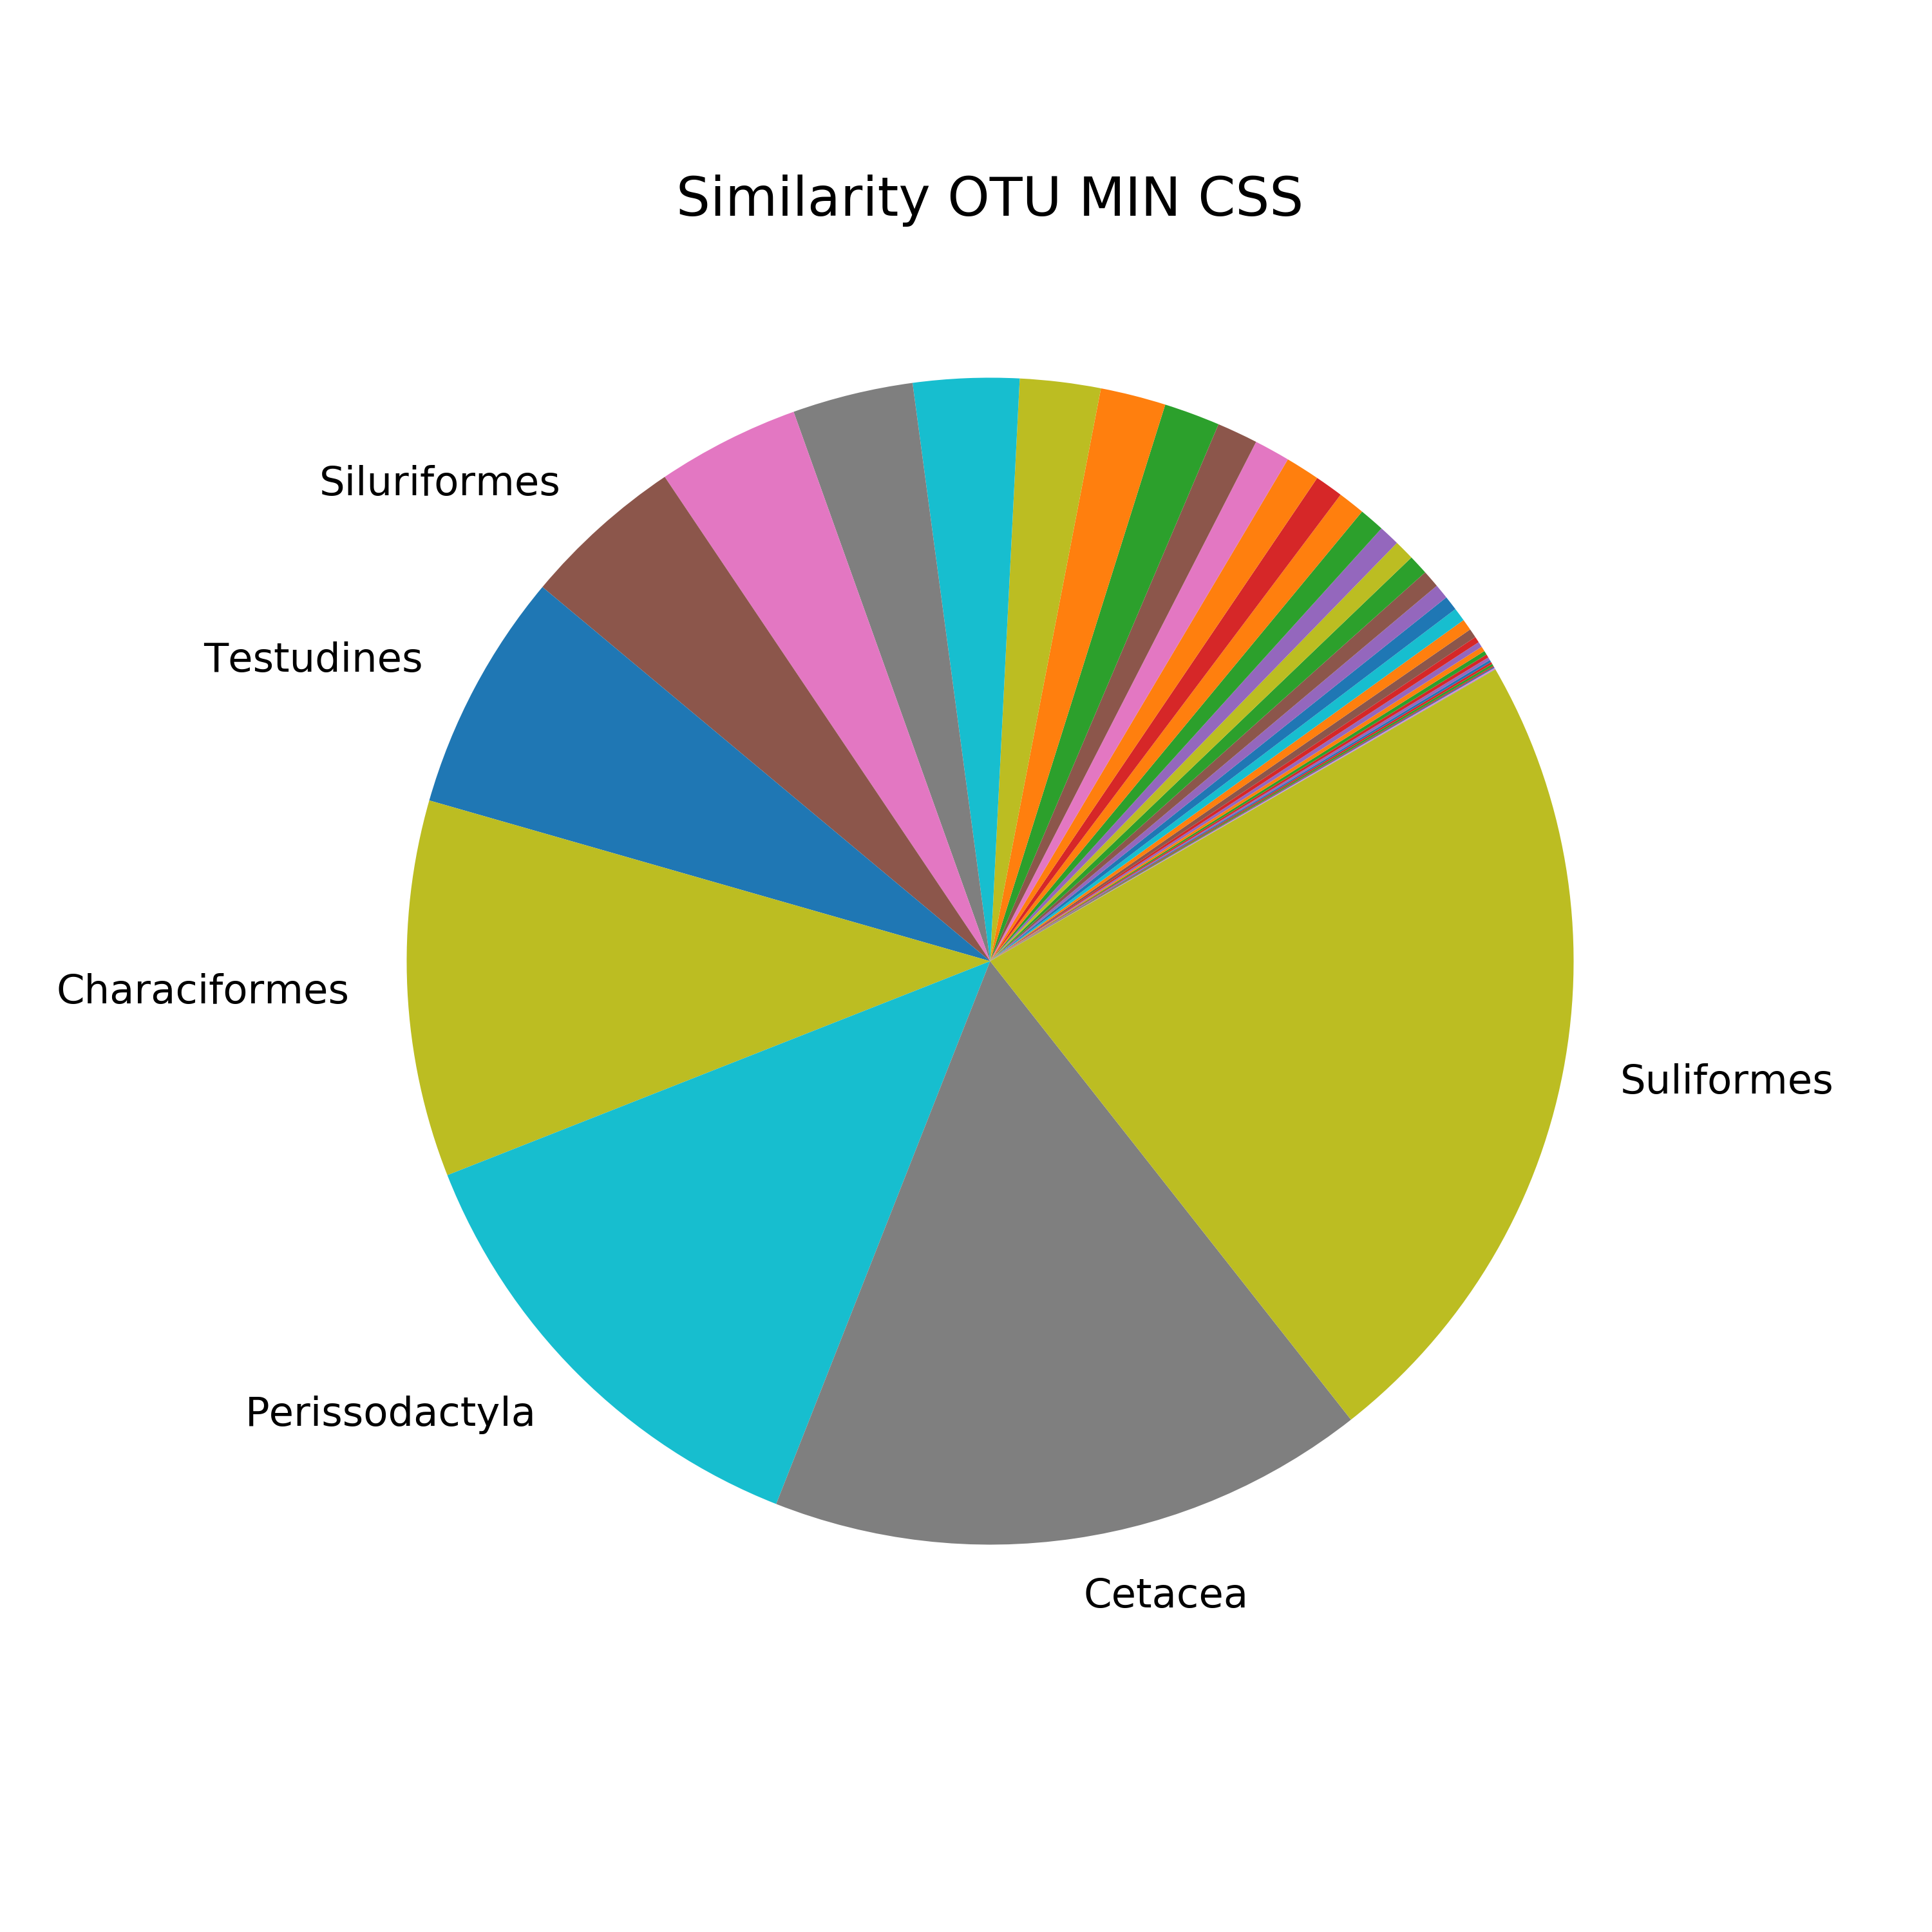 Similarity OTU MIN CSS
Siluriformes
Testudines
Characiformes
Suliformes
Perissodactyla
Cetacea